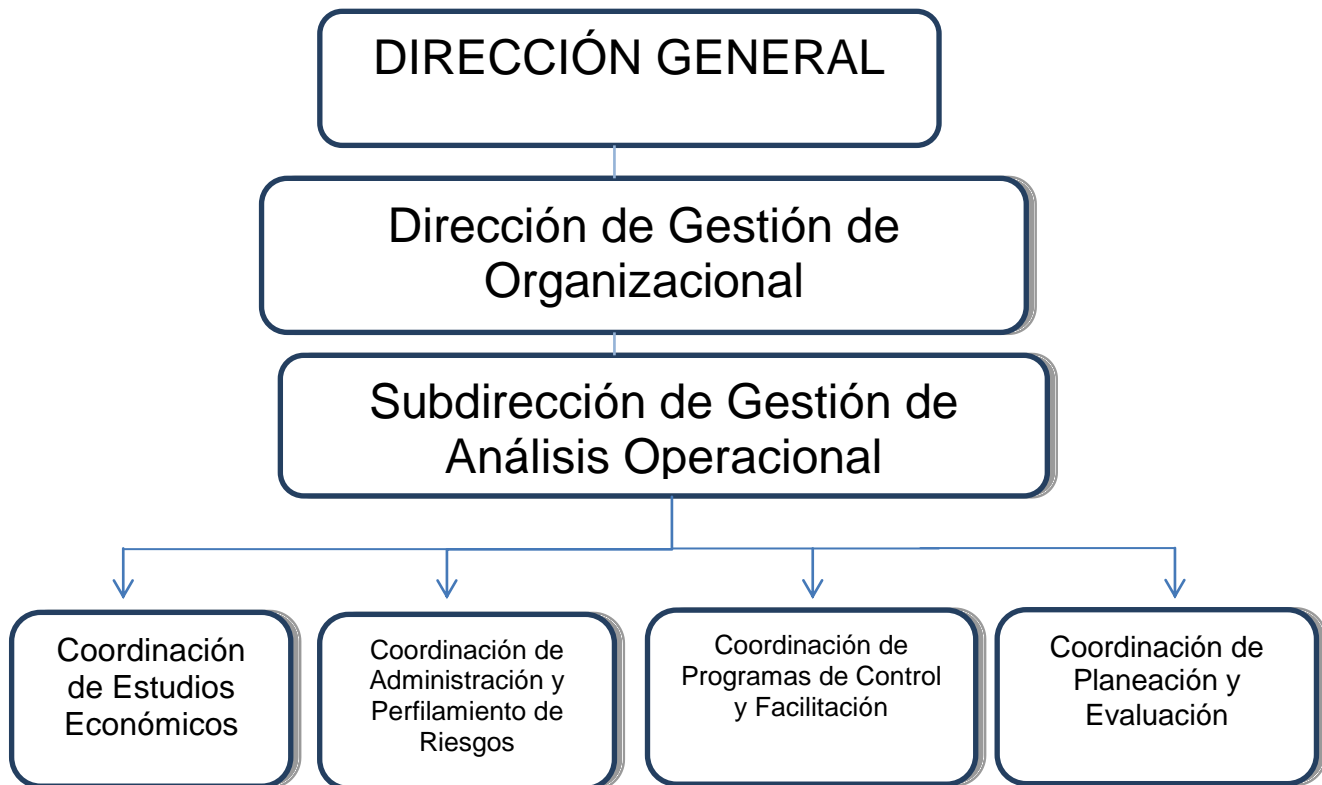 DIRECCIÓN GENERAL
Dirección de Gestión de
Organizacional
Subdirección de Gestión de
Análisis Operacional
Coordinación
de Estudios
Económicos
Coordinación de
Administración y
Perfilamiento de
Riesgos
Coordinación de
Programas de Control
y Facilitación
Coordinación de
Planeación y
Evaluación